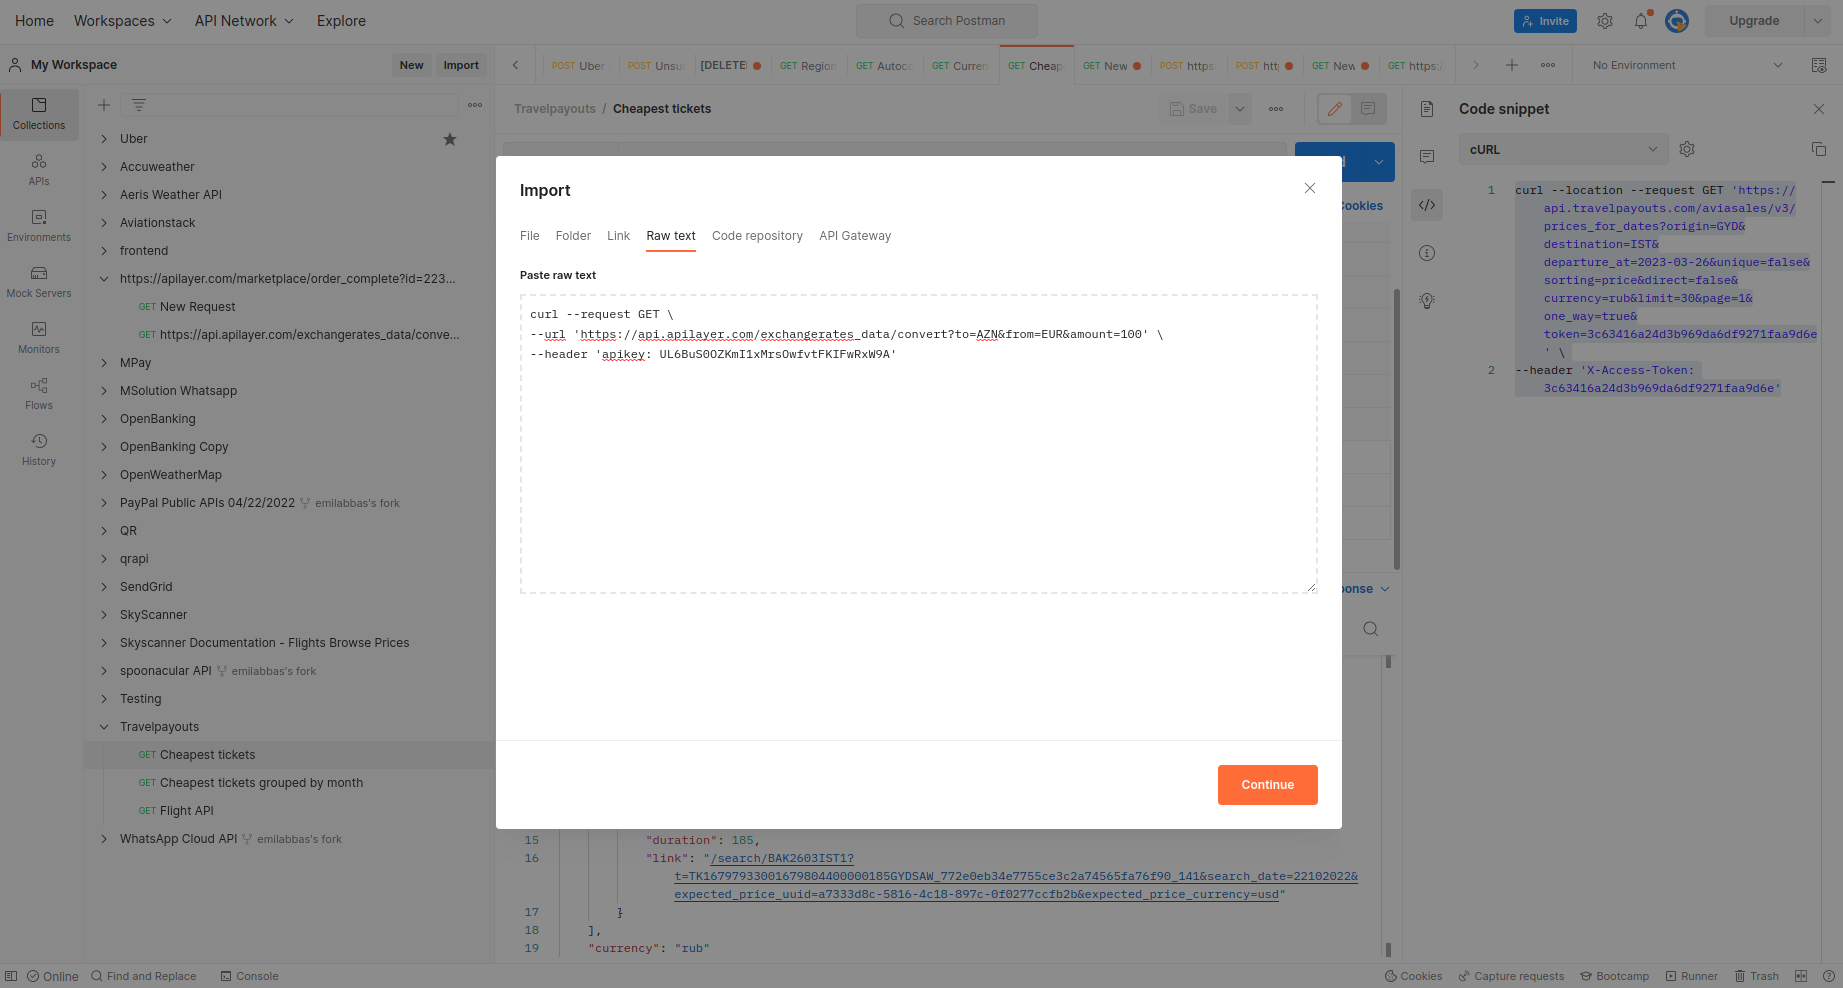 Home Workspaces API Network Explore Search Postman Invite Upgrade
My Workspace New Import
POST Uber POST Unsu [DELETE] GET Region GET Autoc GET Curren GET Cheap GET New POST https: POST htt GET New GET https:/ No Environment
Collections
APIs
Environments
Mock Servers
Monitors
Flows
History
Uber
Accuweather
Aeris Weather API
Aviationstack
frontend
https://apilayer.com/marketplace/order_complete?id=223...
GET New Request
GET https://api.apilayer.com/exchangerates_data/conve...
MPay
MSolution Whatsapp
OpenBanking
OpenBanking Copy
OpenWeatherMap
PayPal Public APIs 04/22/2022 emilabbas's fork
QR
qrapi
SendGrid
SkyScanner
Skyscanner Documentation - Flights Browse Prices
spoonacular API emilabbas's fork
Testing
Travelpayouts
GET Cheapest tickets
GET Cheapest tickets grouped by month
GET Flight API
WhatsApp Cloud API emilabbas's fork
Travelpayouts / Cheapest tickets Save
Cookies
Import
File Folder Link Raw text Code repository API Gateway
Paste raw text
curl --request GET \
--url 'https://api.apilayer.com/exchangerates_data/convert?to=AZN&from=EUR&amount=100' \
--header 'apikey: UL6BuS0OZKmI1xMrsOwfvtFKIFwRxW9A'
Continue
ponse
15 "duration": 185,
16 "link": "/search/BAK2603IST1?
t=TK16797933001679804400000185GYDSAW_772e0eb34e7755ce3c2a74565fa76f90_141&search_date=22102022&
expected_price_uuid=a7333d8c-5816-4c18-897c-0f0277ccfb2b&expected_price_currency=usd"
17 }
18 ],
19 "currency": "rub"
Code snippet
cURL
1 curl --location --request GET 'https://
api.travelpayouts.com/aviasales/v3/
prices_for_dates?origin=GYD&
destination=IST&
departure_at=2023-03-26&unique=false&
sorting=price&direct=false&
currency=rub&limit=30&page=1&
one_way=true&
token=3c63416a24d3b969da6df9271faa9d6e
' \
2 --header 'X-Access-Token:
3c63416a24d3b969da6df9271faa9d6e'
Online Find and Replace Console Cookies Capture requests Bootcamp Runner Trash